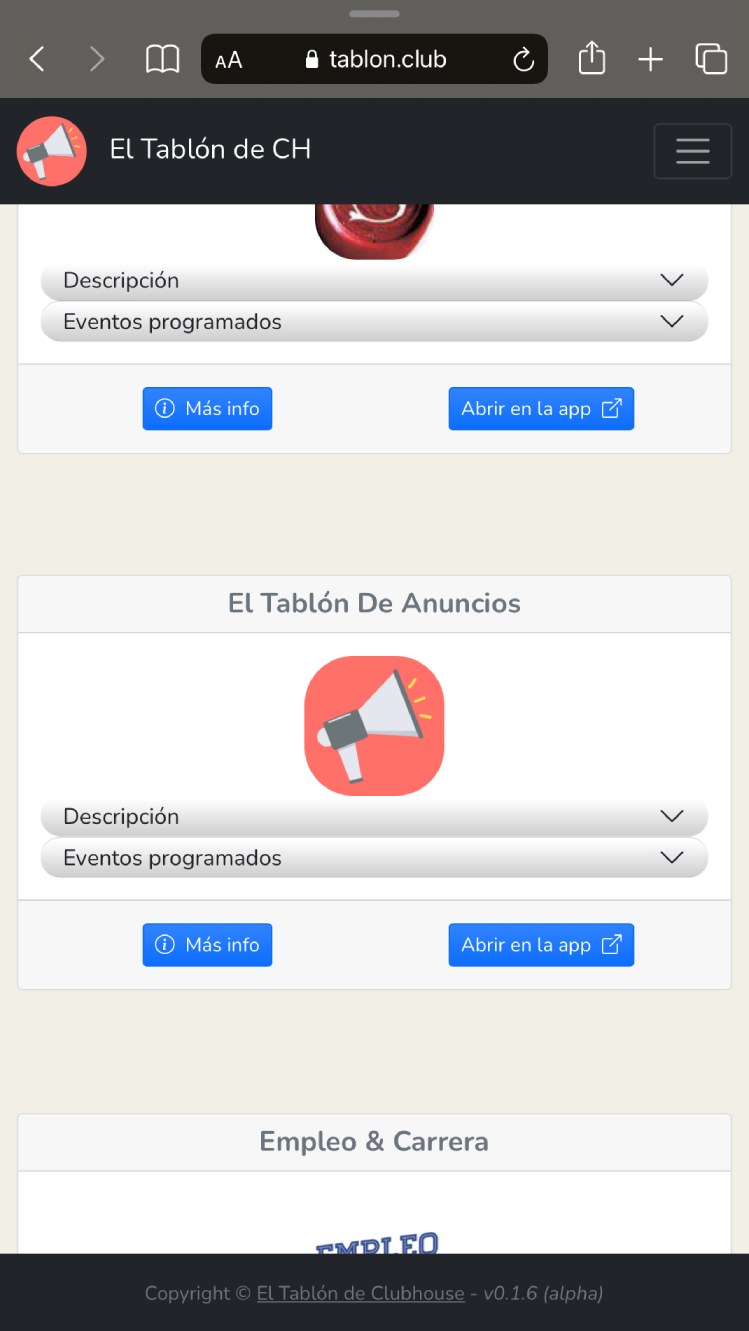 AA tablon.club
El Tablón de CH
Descripción
Eventos programados
Más info Abrir en la app
El Tablón De Anuncios
Descripción
Eventos programados
Más info Abrir en la app
Empleo & Carrera
EMPLEO
Copyright © El Tablón de Clubhouse - v0.1.6 (alpha)